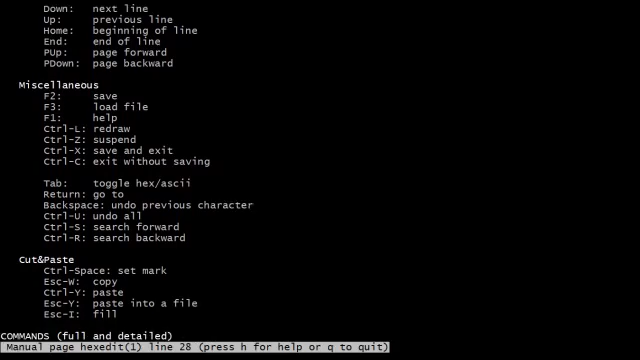 Down: next line
Up: previous line
Home: beginning of line
End: end of line
PUp: page forward
PDown: page backward
Miscellaneous
F2: save
F3: load file
F1: help
Ctrl-L: redraw
Ctrl-Z: suspend
Ctrl-X: save and exit
Ctrl-C: exit without saving
Tab: toggle hex/ascii
Return: go to
Backspace: undo previous character
Ctrl-U: undo all
Ctrl-S: search forward
Ctrl-R: search backward
Cut&Paste
Ctrl-Space: set mark
Esc-W: copy
Ctrl-Y: paste
Esc-Y: paste into a file
Esc-I: fill
COMMANDS (full and detailed)
Manual page hexedit(1) line 28 (press h for help or q to quit)